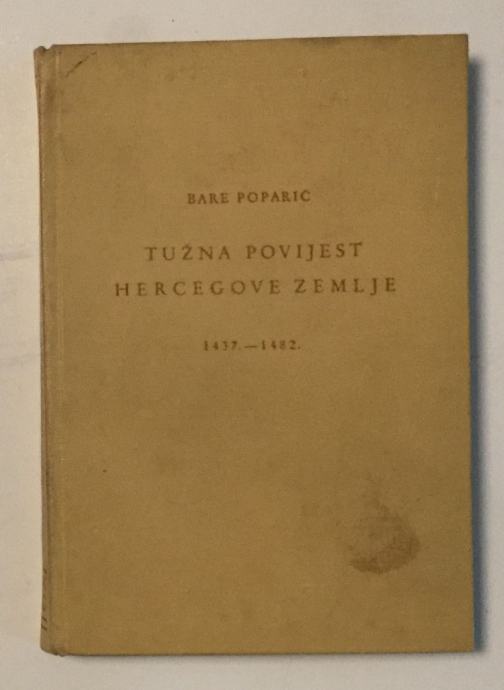 BARE POPARIĆ
TUŽNA POVIJEST
HERCEGOVE ZEMLJE
1437.—1482.